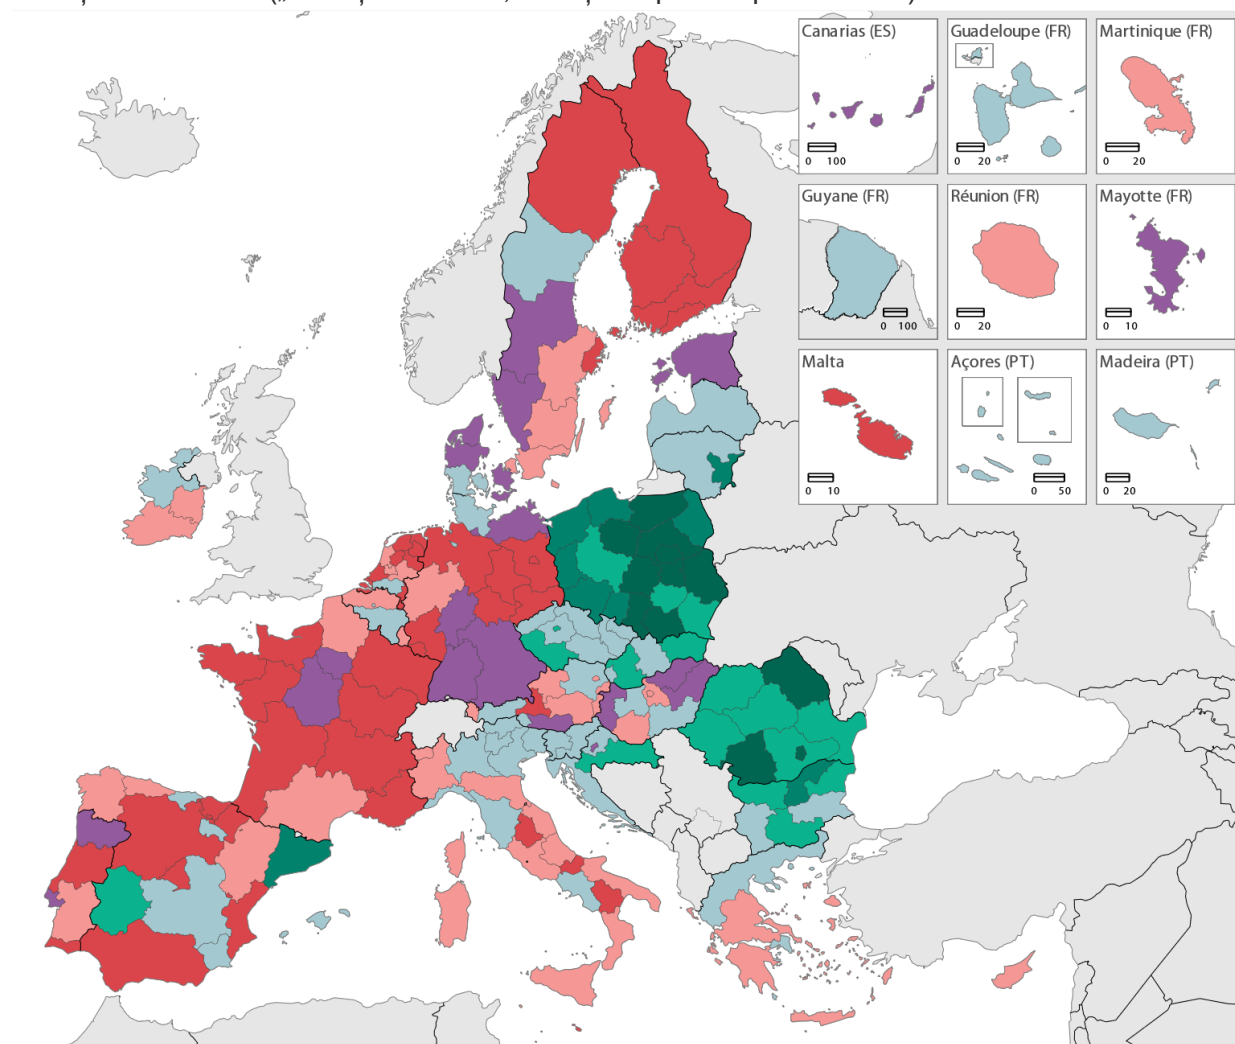 Canarias (ES)
0 100
Guadeloupe (FR)
0 20
Martinique (FR)
0 20
Guyane (FR)
0 100
Réunion (FR)
0 20
Mayotte (FR)
0 10
Malta
0 10
Açores (PT)
0 50
Madeira (PT)
0 20